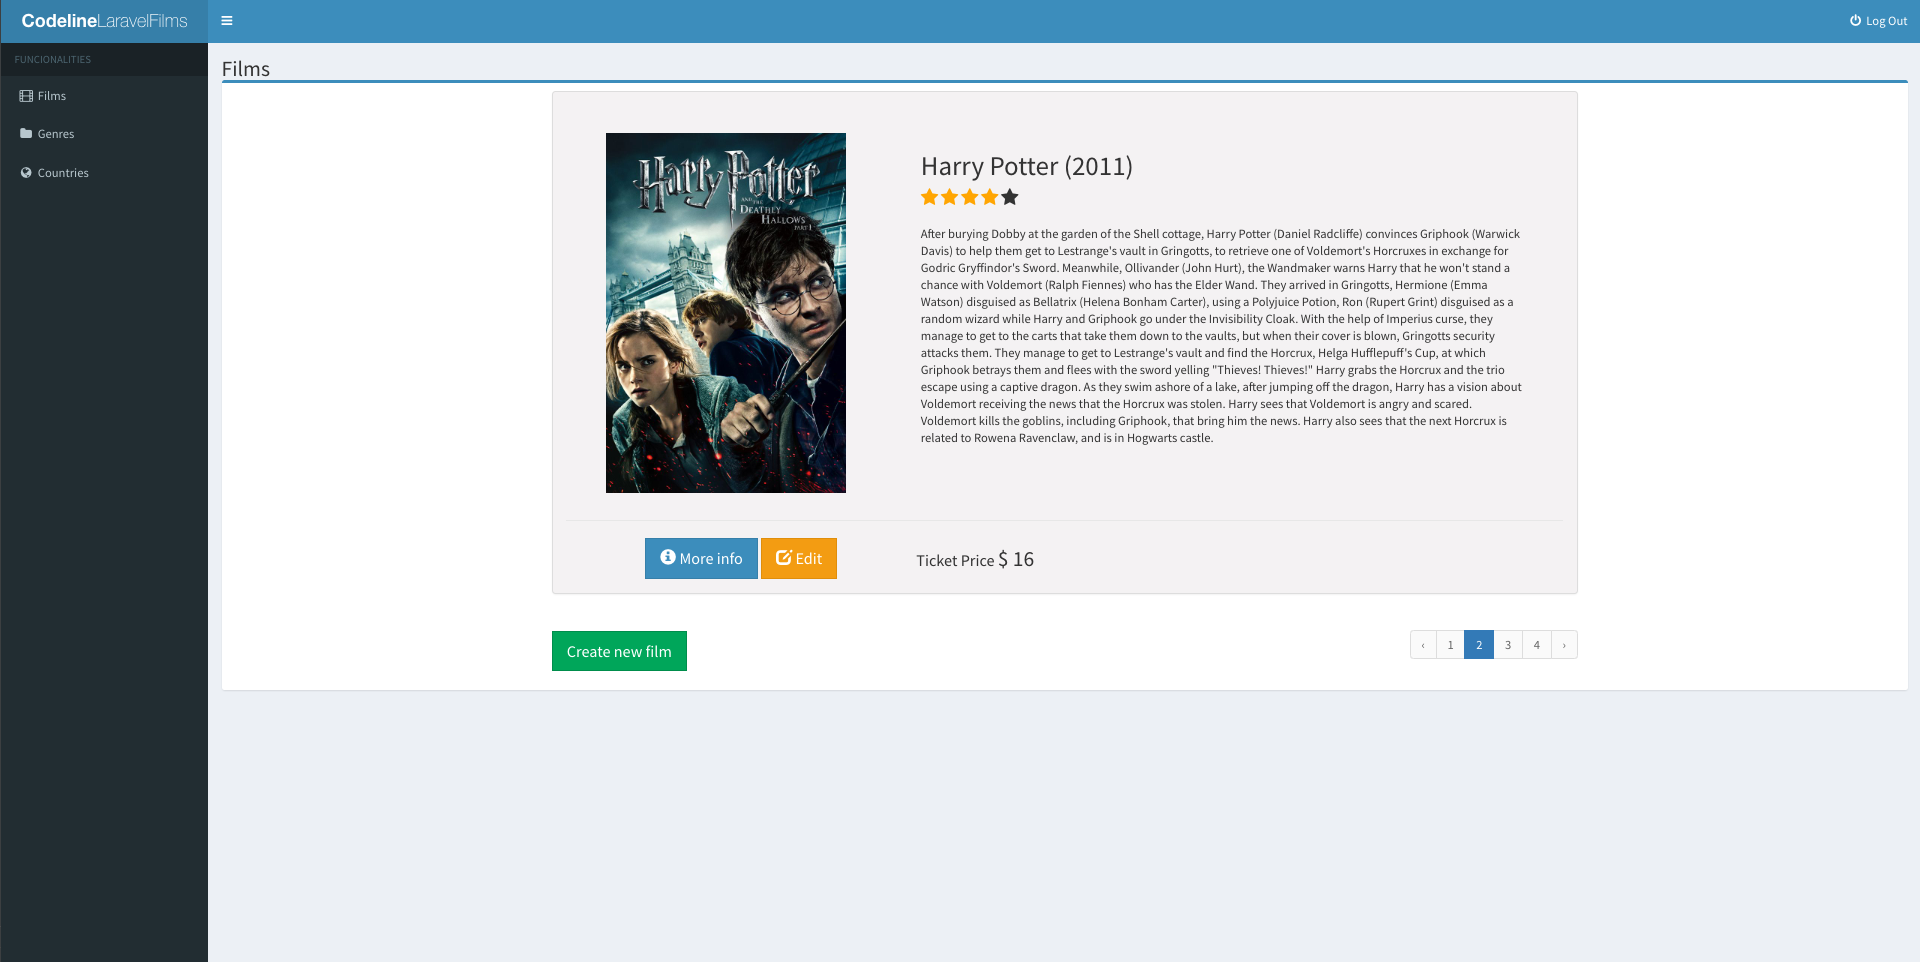 CodelineLaravelFilms
Log Out
FUNCIONALITIES
Films
Genres
Countries
Films
Harry Potter
AND THE
DEATHLY
HALLOWS
PART 1
Harry Potter (2011)
After burying Dobby at the garden of the Shell cottage, Harry Potter (Daniel Radcliffe) convinces Griphook (Warwick
Davis) to help them get to Lestrange's vault in Gringotts, to retrieve one of Voldemort's Horcruxes in exchange for
Godric Gryffindor's Sword. Meanwhile, Ollivander (John Hurt), the Wandmaker warns Harry that he won't stand a
chance with Voldemort (Ralph Fiennes) who has the Elder Wand. They arrived in Gringotts, Hermione (Emma
Watson) disguised as Bellatrix (Helena Bonham Carter), using a Polyjuice Potion, Ron (Rupert Grint) disguised as a
random wizard while Harry and Griphook go under the Invisibility Cloak. With the help of Imperius curse, they
manage to get to the carts that take them down to the vaults, but when their cover is blown, Gringotts security
attacks them. They manage to get to Lestrange's vault and find the Horcrux, Helga Hufflepuff's Cup, at which
Griphook betrays them and flees with the sword yelling "Thieves! Thieves!" Harry grabs the Horcrux and the trio
escape using a captive dragon. As they swim ashore of a lake, after jumping off the dragon, Harry has a vision about
Voldemort receiving the news that the Horcrux was stolen. Harry sees that Voldemort is angry and scared.
Voldemort kills the goblins, including Griphook, that bring him the news. Harry also sees that the next Horcrux is
related to Rowena Ravenclaw, and is in Hogwarts castle.
More info
Edit
Ticket Price $ 16
Create new film
‹ 1 2 3 4 ›